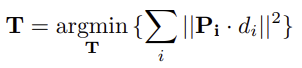 T = argmin_T {∑_i ||P_i · d_i||²}